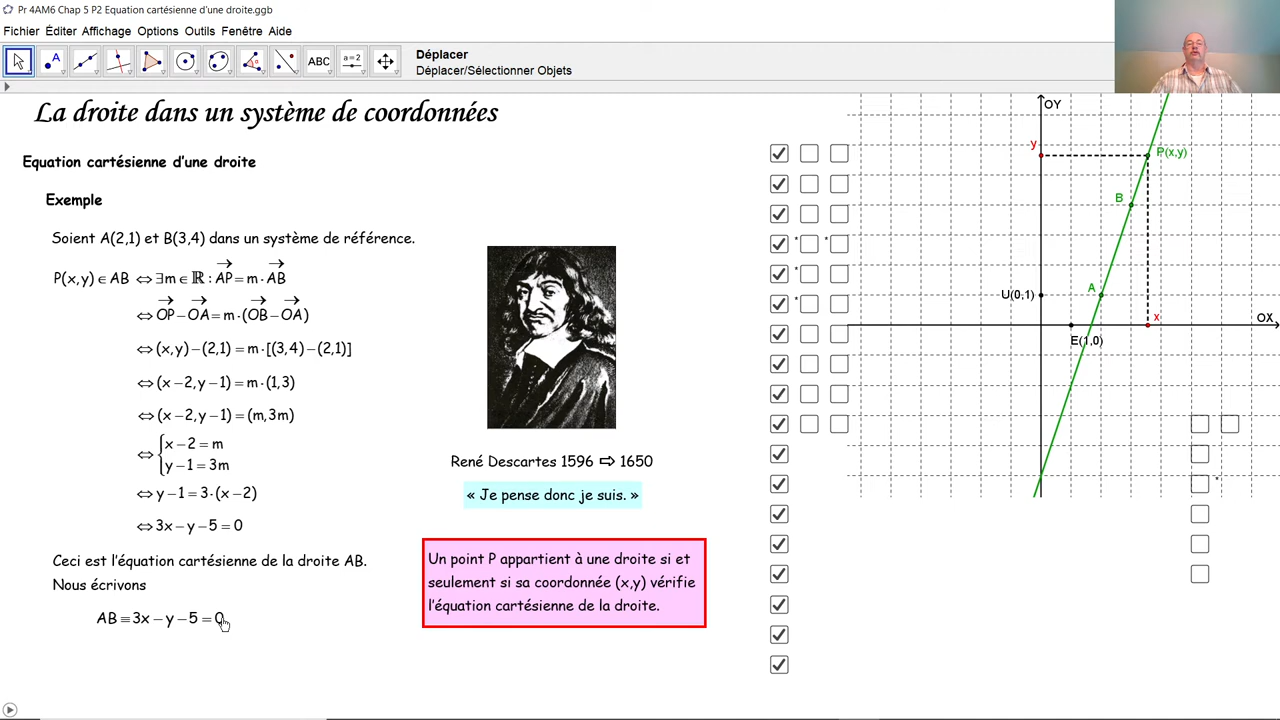 Pr 4AM6 Chap 5 P2 Equation cartésienne d'une droite.ggb
Fichier Éditer Affichage Options Outils Fenêtre Aide
A ABC a=2
Déplacer
Déplacer/Sélectionner Objets
La droite dans un système de coordonnées
Equation cartésienne d'une droite
Exemple
Soient A(2,1) et B(3,4) dans un système de référence.
P(x,y) ∈ AB ⇔ ∃m ∈ ℝ : AP = m · AB
⇔ OP − OA = m · (OB − OA)
⇔ (x,y) − (2,1) = m · [(3,4) − (2,1)]
⇔ (x−2, y−1) = m · (1,3)
⇔ (x−2, y−1) = (m,3m)
⇔ { x − 2 = m
y − 1 = 3m
⇔ y − 1 = 3 · (x − 2)
⇔ 3x − y − 5 = 0
Ceci est l'équation cartésienne de la droite AB.
Nous écrivons
AB ≡ 3x − y − 5 = 0
René Descartes 1596 ⇨ 1650
« Je pense donc je suis. »
Un point P appartient à une droite si et
seulement si sa coordonnée (x,y) vérifie
l'équation cartésienne de la droite.
OY
y
P(x,y)
B
A
U(0,1)
x
OX
E(1,0)